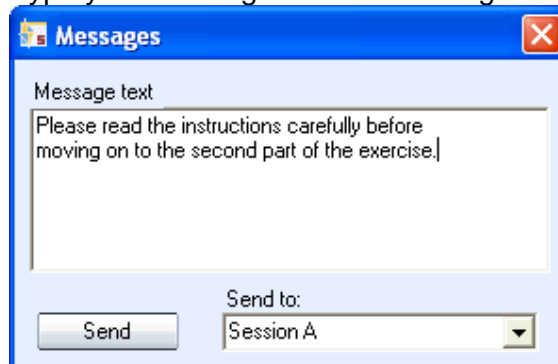 Messages
Message text
Please read the instructions carefully before
moving on to the second part of the exercise.
Send to:
Send
Session A